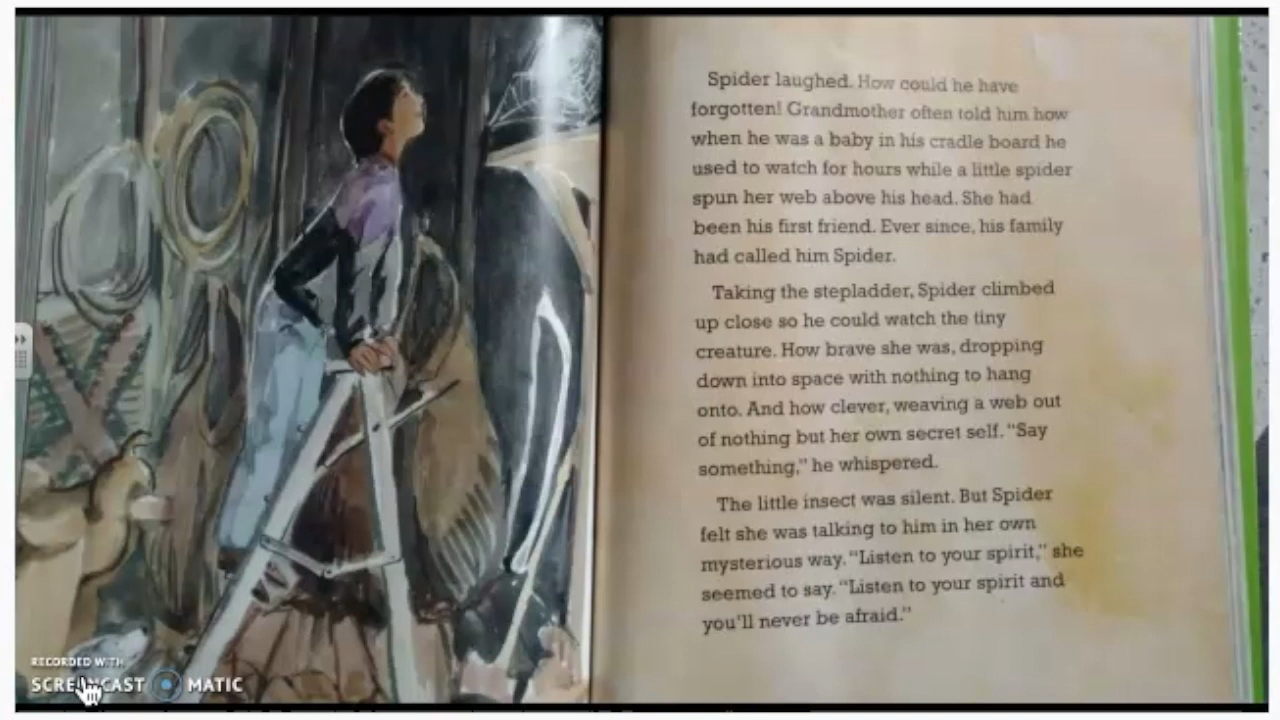 Spider laughed. How could he have
forgotten! Grandmother often told him how
when he was a baby in his cradle board he
used to watch for hours while a little spider
spun her web above his head. She had
been his first friend. Ever since, his family
had called him Spider.
Taking the stepladder, Spider climbed
up close so he could watch the tiny
creature. How brave she was, dropping
down into space with nothing to hang
onto. And how clever, weaving a web out
of nothing but her own secret self. “Say
something,” he whispered.
The little insect was silent. But Spider
felt she was talking to him in her own
mysterious way. “Listen to your spirit,” she
seemed to say. “Listen to your spirit and
you’ll never be afraid.”
RECORDED WITH
SCREENCAST MATIC